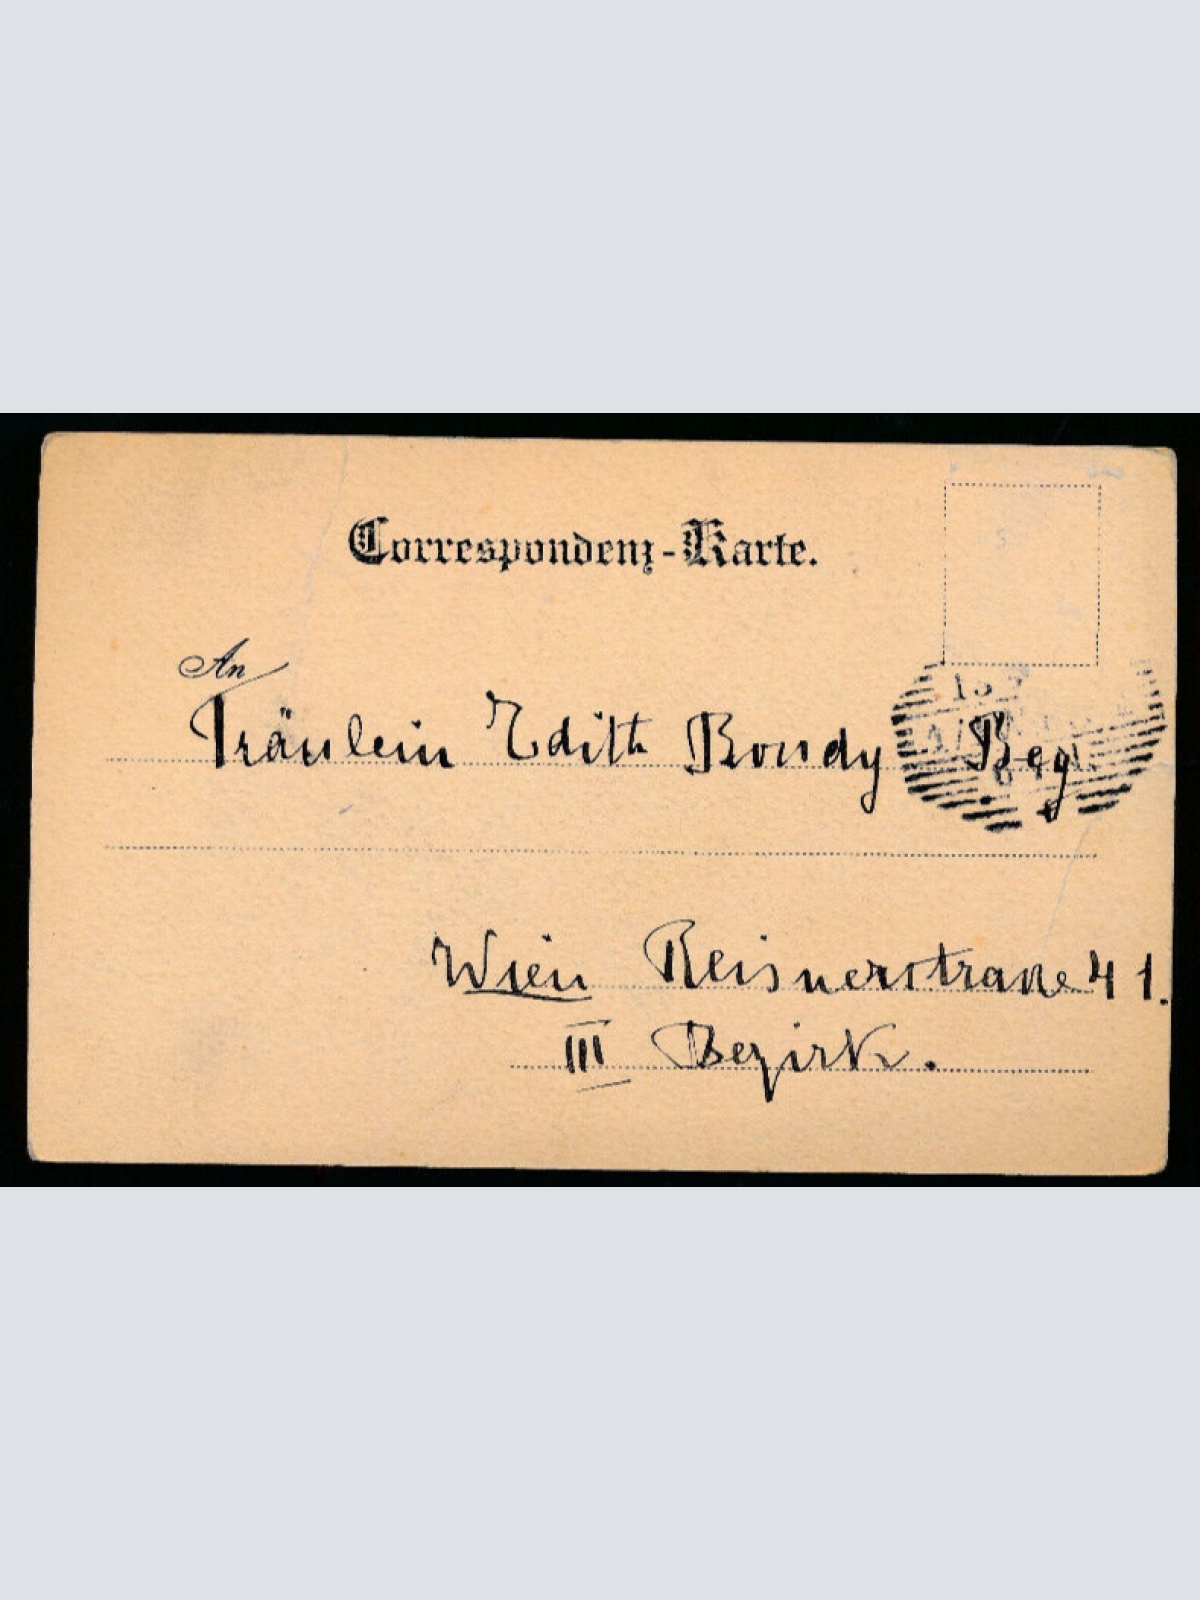 Correspondenz-Karte.
An
Fräulein Edith Bondy Beg
Wien Reisnerstrasse 41.
III Bezirk.